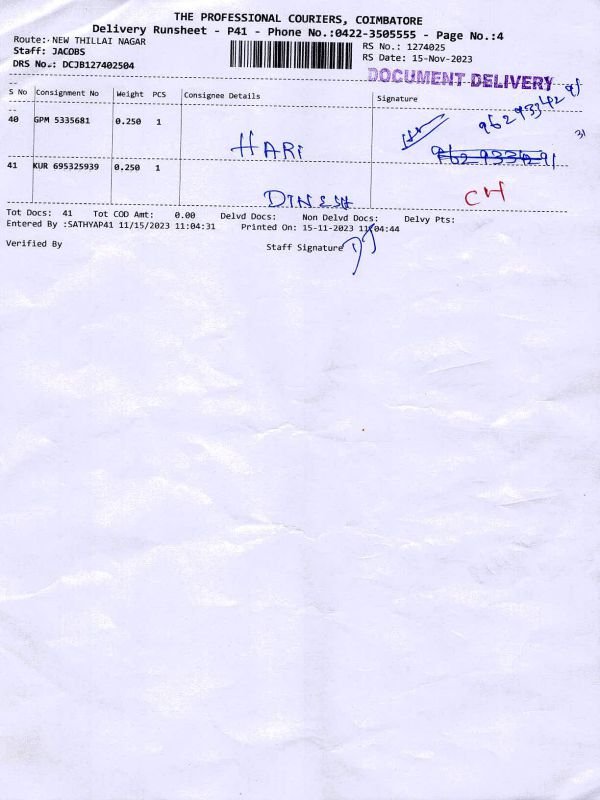 THE PROFESSIONAL COURIERS, COIMBATORE
Delivery Runsheet - P41 - Phone No.:0422-3505555 - Page No.:4
Route: NEW THILLAI NAGAR
RS No.: 1274025
Staff: JACOBS
RS Date: 15-Nov-2023
DRS No.: DCJB127402504
DOCUMENT DELIVERY
S No Consignment No Weight PCS Consignee Details Signature
40 GPM 5335681 0.250 1
HARI
31
41 KUR 695325939 0.250 1
DINESH CH
Tot Docs: 41 Tot COD Amt: 0.00 Delvd Docs: Non Delvd Docs: Delvy Pts:
Entered By :SATHYAP41 11/15/2023 11:04:31 Printed On: 15-11-2023 11:04:44
Verified By Staff Signature